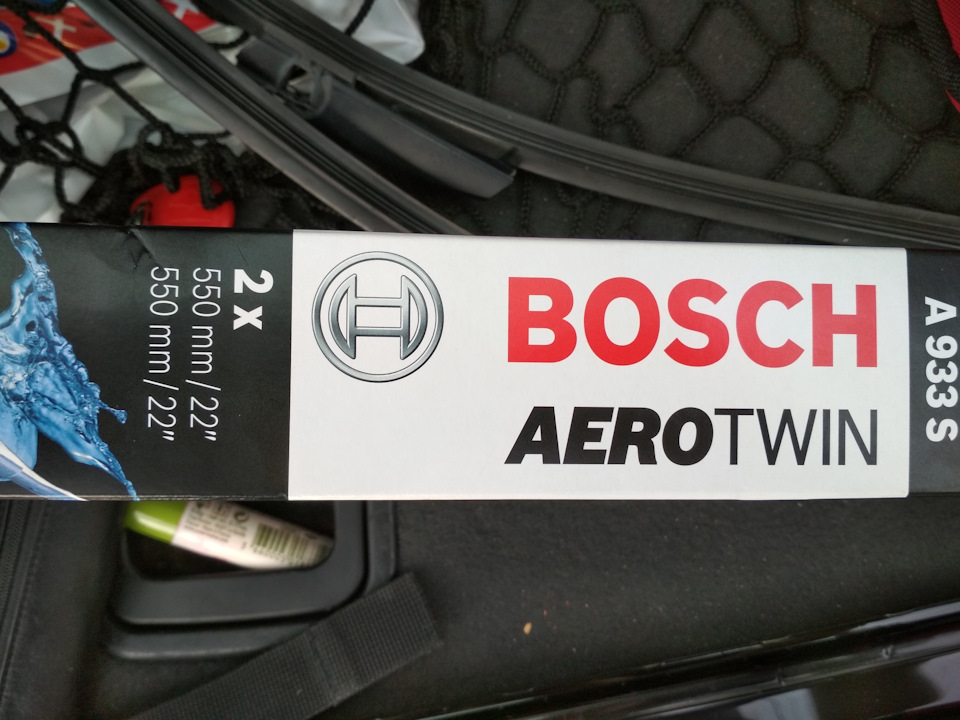 2 x
550 mm / 22"
550 mm / 22"
BOSCH
AEROTWIN
A 933 S